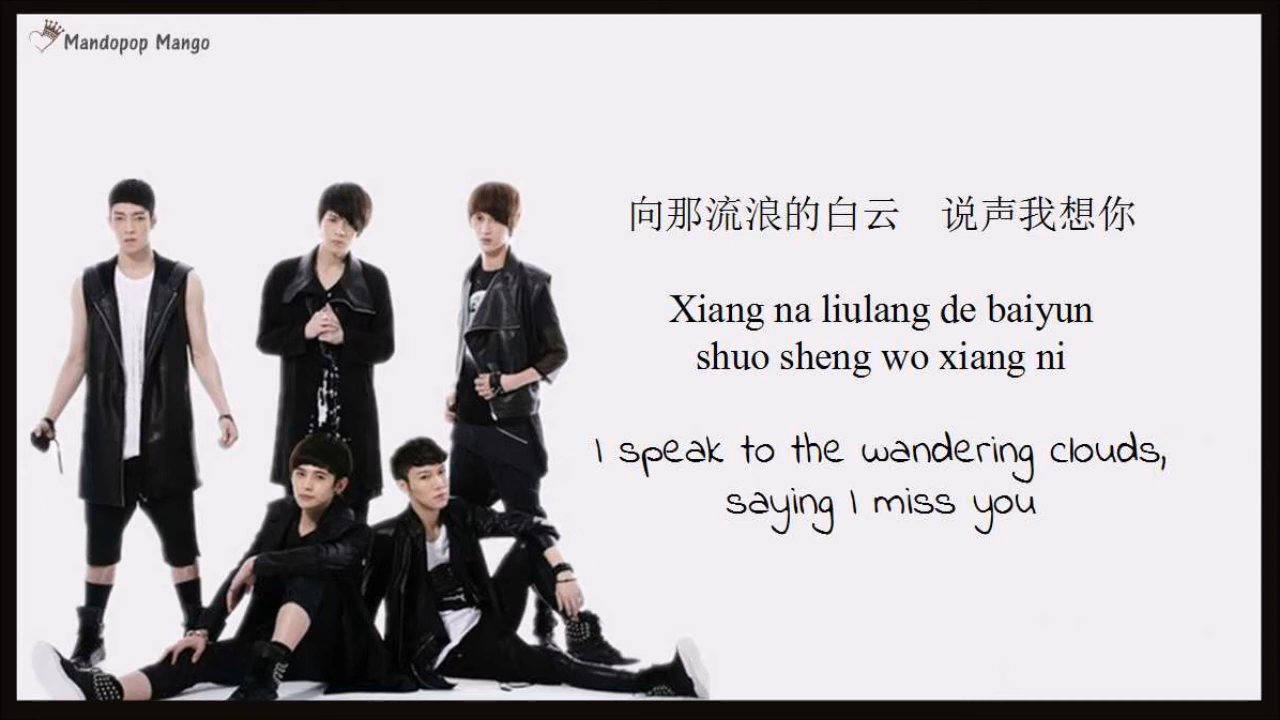 Mandopop Mango
向那流浪的白云 说声我想你
Xiang na liulang de baiyun
shuo sheng wo xiang ni
I speak to the wandering clouds,
saying I miss you